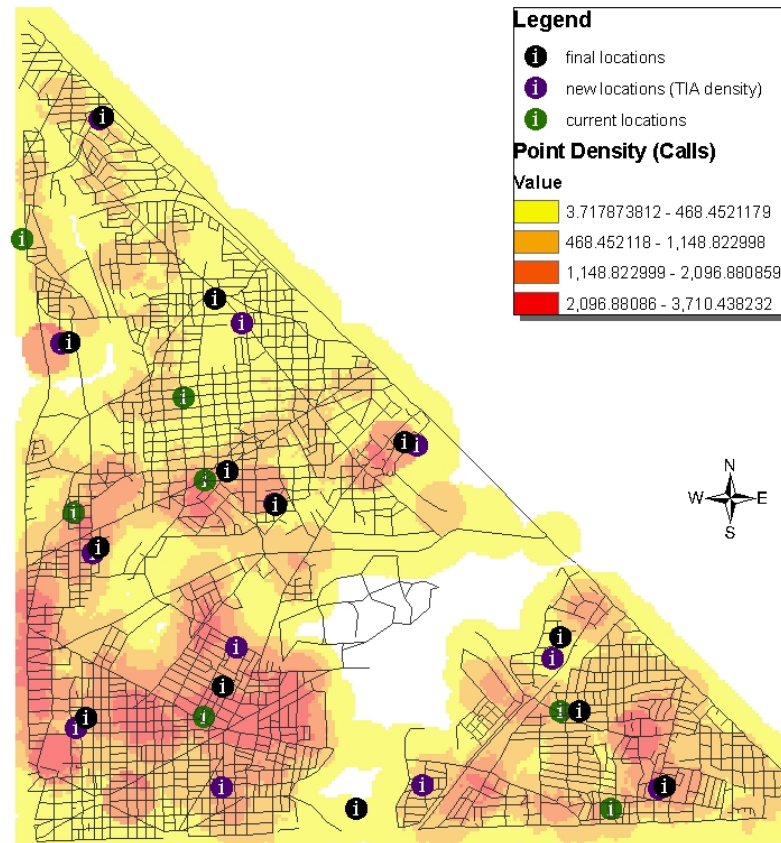 Legend
i final locations
i new locations (TIA density)
i current locations
Point Density (Calls)
Value
3.717873812 - 468.4521179
468.452118 - 1,148.822998
1,148.822999 - 2,096.880859
2,096.88086 - 3,710.438232
i
i
i
i
i
i
i
i
i
i
i
i
i
i
N
W E
S
i
i
i
i
i
i
i
i
i
i
i
i
i
i